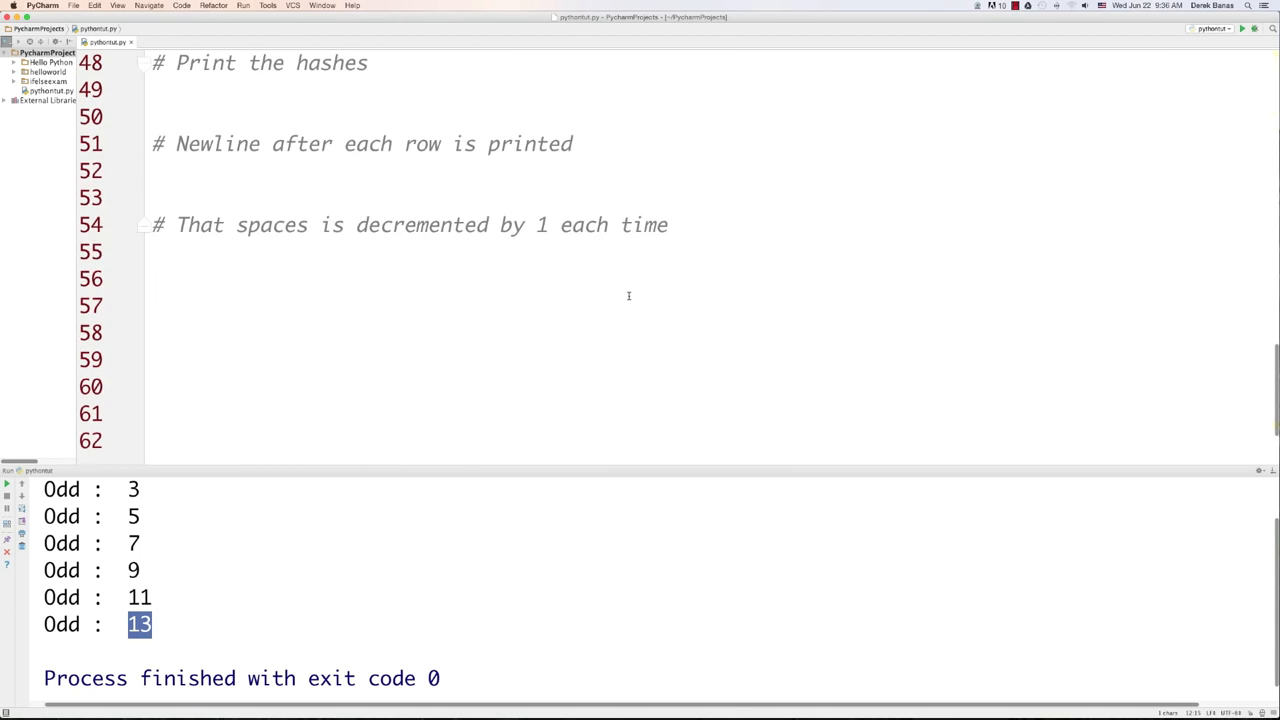 PyCharm File Edit View Navigate Code Refactor Run Tools VCS Window Help 10 Wed Jun 22 9:36 AM Derek Banas
pythontut.py - PycharmProjects - [~/PycharmProjects]
PycharmProjects pythontut.py pythontut
pythontut.py
PycharmProject
Hello Python
helloworld
ifelseexam
pythontut.py
External Librarie
48 # Print the hashes
49
50
51 # Newline after each row is printed
52
53
54 # That spaces is decremented by 1 each time
55
56
57
58
59
60
61
62
Run pythontut
Odd : 3
Odd : 5
Odd : 7
Odd : 9
Odd : 11
Odd : 13
Process finished with exit code 0
1 chars 12:15 LF UTF-8